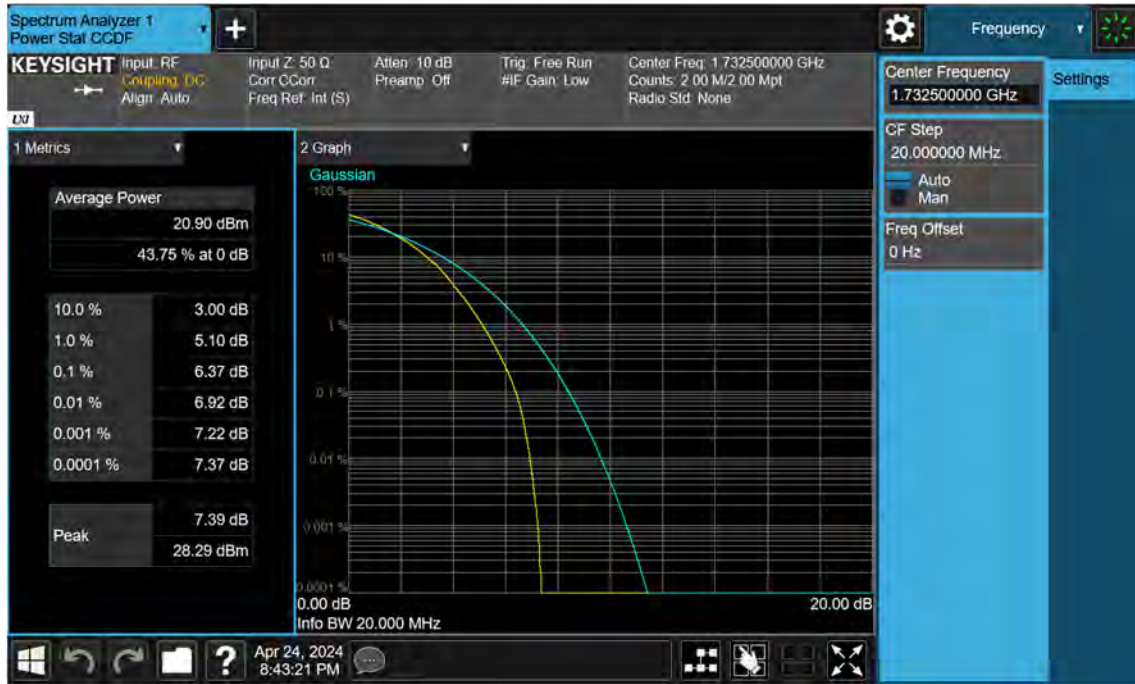 Spectrum Analyzer 1
Power Stat CCDF
Frequency
KEYSIGHT
Input: RF
Coupling: DC
Align: Auto
Input Z: 50 Ω
Corr CCorr
Freq Ref: Int (S)
Atten: 10 dB
Preamp: Off
Trig: Free Run
#IF Gain: Low
Center Freq: 1.732500000 GHz
Counts: 2.00 M/2.00 Mpt
Radio Std: None
LXI
Center Frequency
1.732500000 GHz
Settings
CF Step
20.000000 MHz
Auto
Man
Freq Offset
0 Hz
1 Metrics
Average Power
20.90 dBm
43.75 % at 0 dB
10.0 % 3.00 dB
1.0 % 5.10 dB
0.1 % 6.37 dB
0.01 % 6.92 dB
0.001 % 7.22 dB
0.0001 % 7.37 dB
Peak 7.39 dB
28.29 dBm
2 Graph
Gaussian
100 %
10 %
1 %
0.1 %
0.01 %
0.001 %
0.0001 %
0.00 dB 20.00 dB
Info BW 20.000 MHz
?
Apr 24, 2024
8:43:21 PM